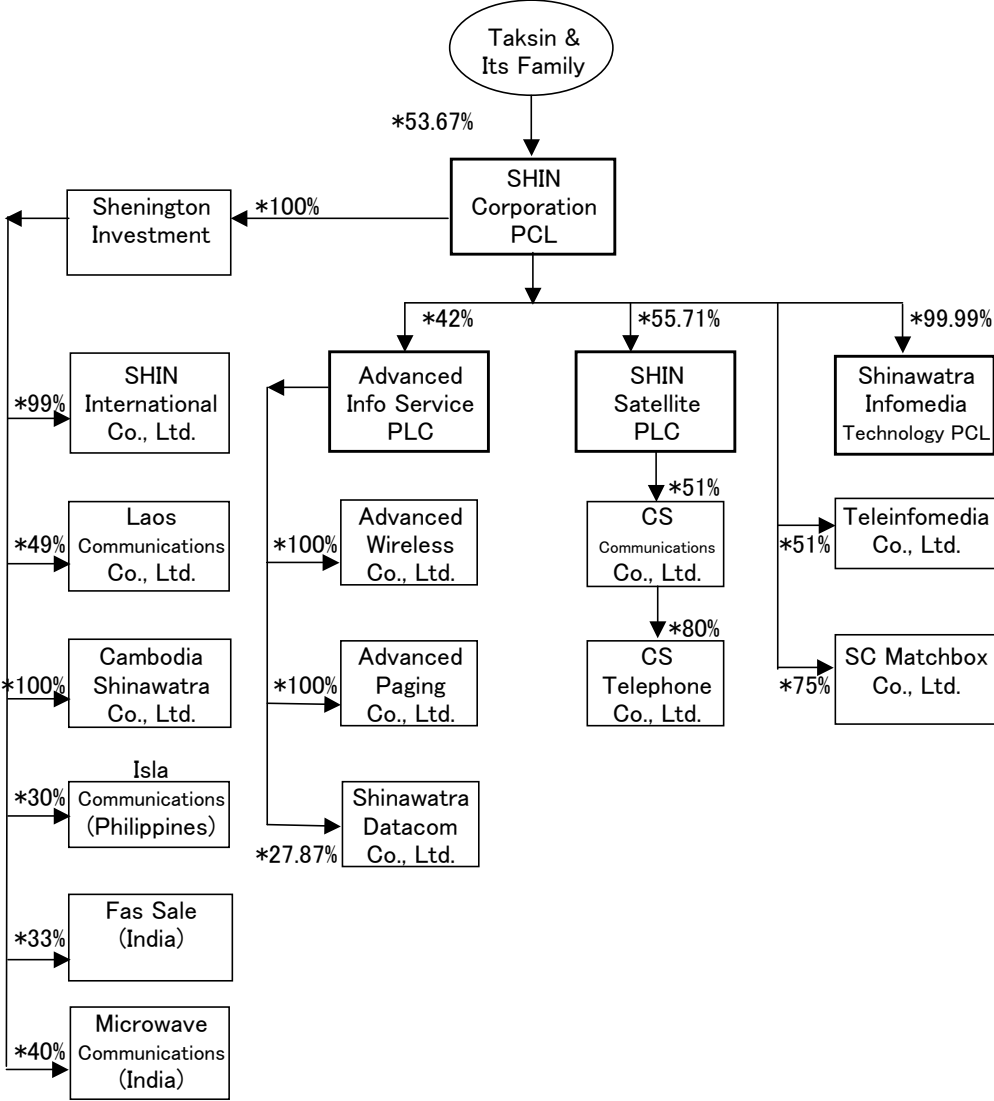 Taksin &
Its Family
*53.67%
SHIN
Corporation
PCL
*100%
Shenington
Investment
*42%
*55.71%
*99.99%
SHIN
International
Co., Ltd.
*99%
Advanced
Info Service
PLC
SHIN
Satellite
PLC
Shinawatra
Infomedia
Technology PCL
*51%
Laos
Communications
Co., Ltd.
*49%
Advanced
Wireless
Co., Ltd.
*100%
CS
Communications
Co., Ltd.
Teleinfomedia
Co., Ltd.
*51%
*80%
Cambodia
Shinawatra
Co., Ltd.
*100%
Advanced
Paging
Co., Ltd.
*100%
CS
Telephone
Co., Ltd.
SC Matchbox
Co., Ltd.
*75%
Isla
Communications
(Philippines)
*30%
Shinawatra
Datacom
Co., Ltd.
*27.87%
Fas Sale
(India)
*33%
Microwave
Communications
(India)
*40%